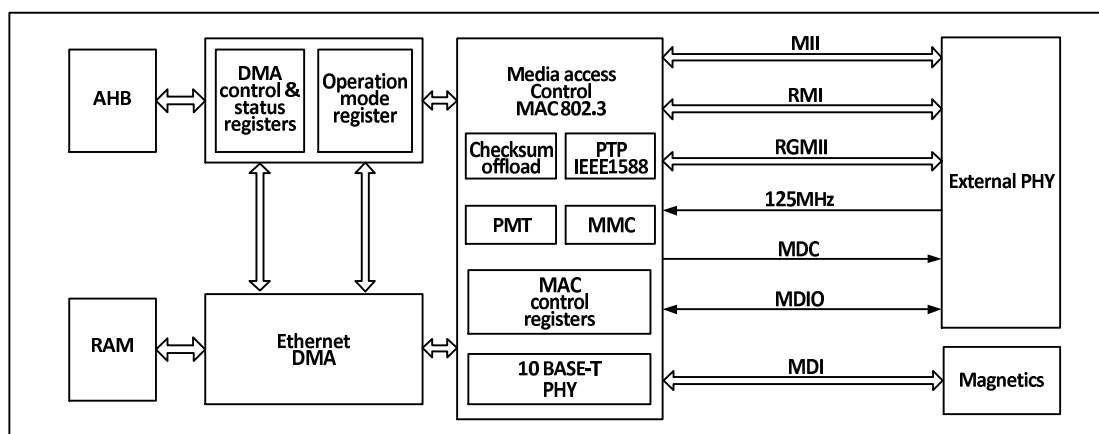 AHB
DMA
control &
status
registers
Operation
mode
register
RAM
Ethernet
DMA
Media access
Control
MAC 802.3
Checksum
offload
PTP
IEEE1588
PMT
MMC
MAC
control
registers
10 BASE-T
PHY
MII
RMI
RGMII
125MHz
MDC
MDIO
MDI
External PHY
Magnetics